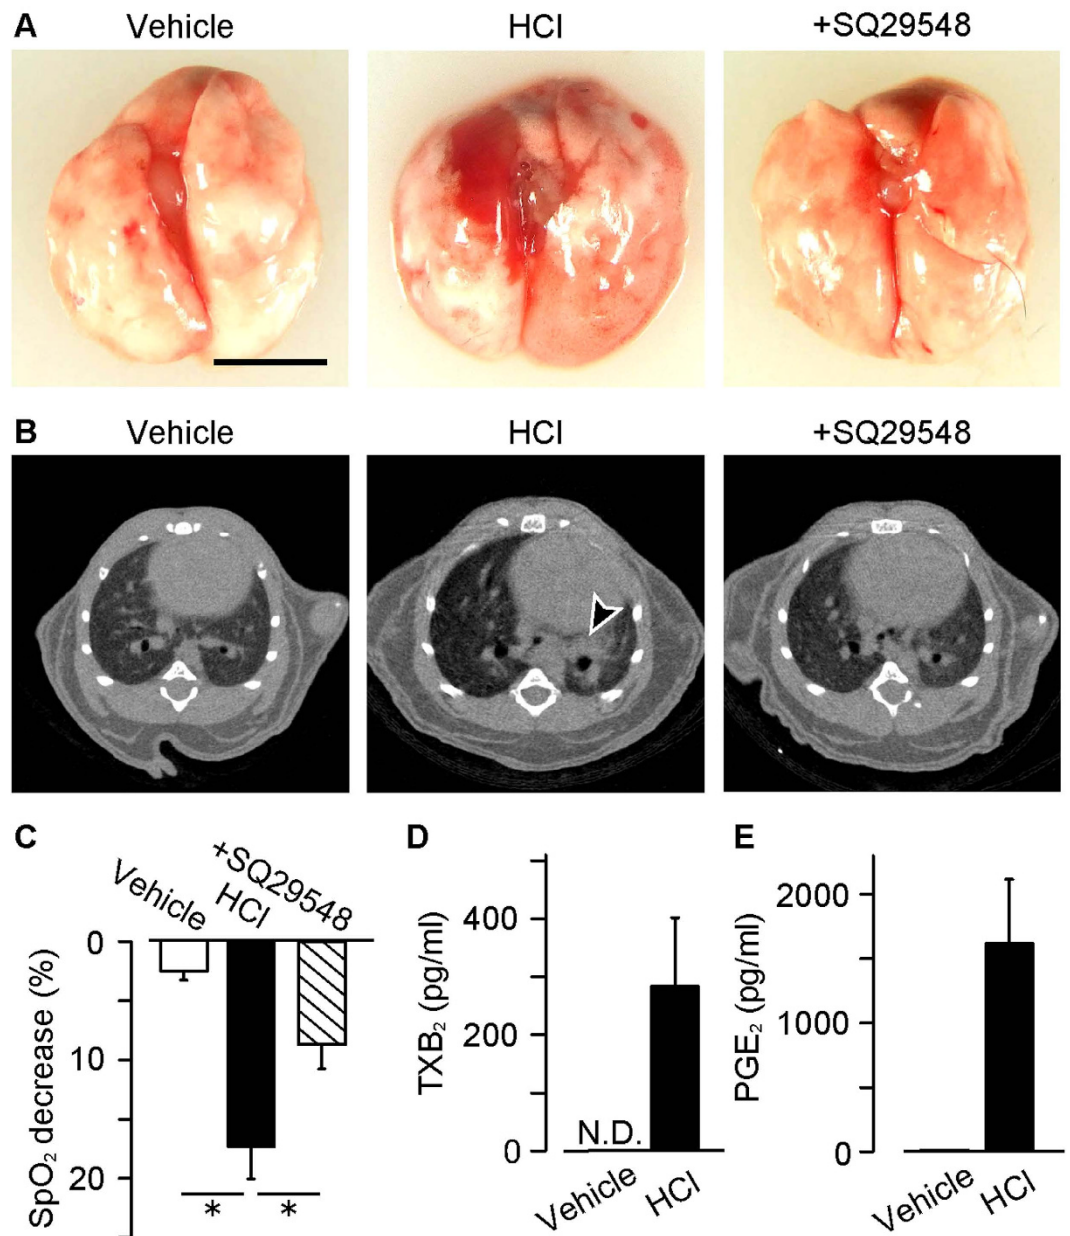 A
Vehicle
HCl
+SQ29548
B
Vehicle
HCl
+SQ29548
C
Vehicle
HCl
+SQ29548
SpO₂ decrease (%)
0
10
20
*
*
D
TXB₂ (pg/ml)
400
200
0
N.D.
Vehicle
HCl
E
PGE₂ (pg/ml)
2000
1000
0
Vehicle
HCl